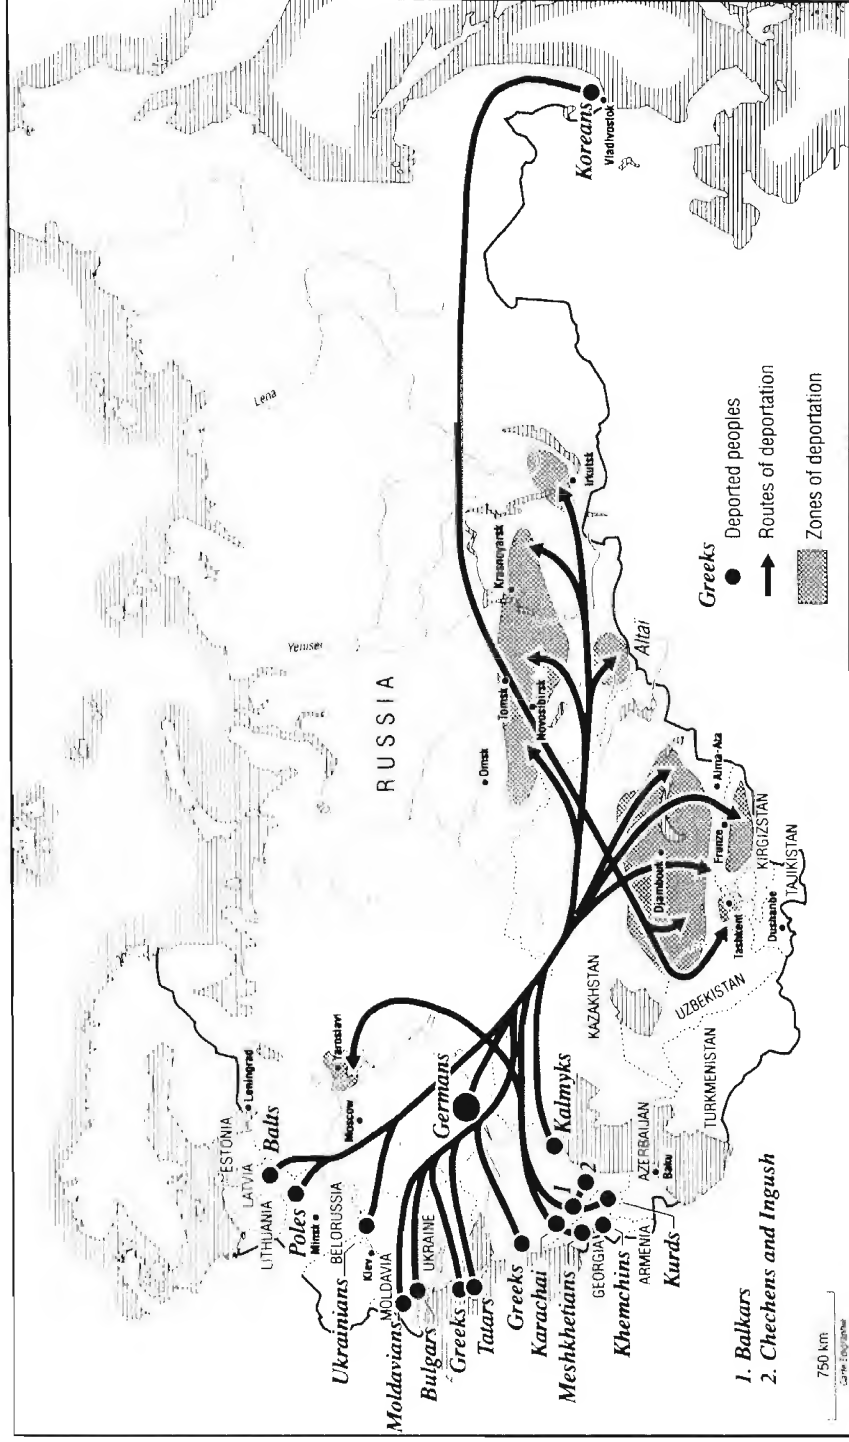 Lena
Yenisei
RUSSIA
Koreans
Vladivostok
Irkutsk
Krasnoyarsk
Tomsk
Novosibirsk
Omsk
Altai
Alma-Ata
Frunze
KIRGIZSTAN
TAJIKISTAN
Djamboul
Tashkent
Dushanbe
KAZAKHSTAN
UZBEKISTAN
TURKMENISTAN
Leningrad
Yaroslavl
Moscow
ESTONIA
LATVIA
LITHUANIA
Balts
Poles
Minsk
BELORUSSIA
Ukrainians
Kiev
MOLDAVIA
UKRAINE
Moldavians
Bulgars
Greeks
Tatars
Germans
Greeks
Karachai
Meshkhetians
Kalmyks
1
2
GEORGIA
Khemchins
ARMENIA
Kurds
AZERBAIJAN
Baku
Greeks
Deported peoples
Routes of deportation
Zones of deportation
1. Balkars
2. Chechens and Ingush
750 km